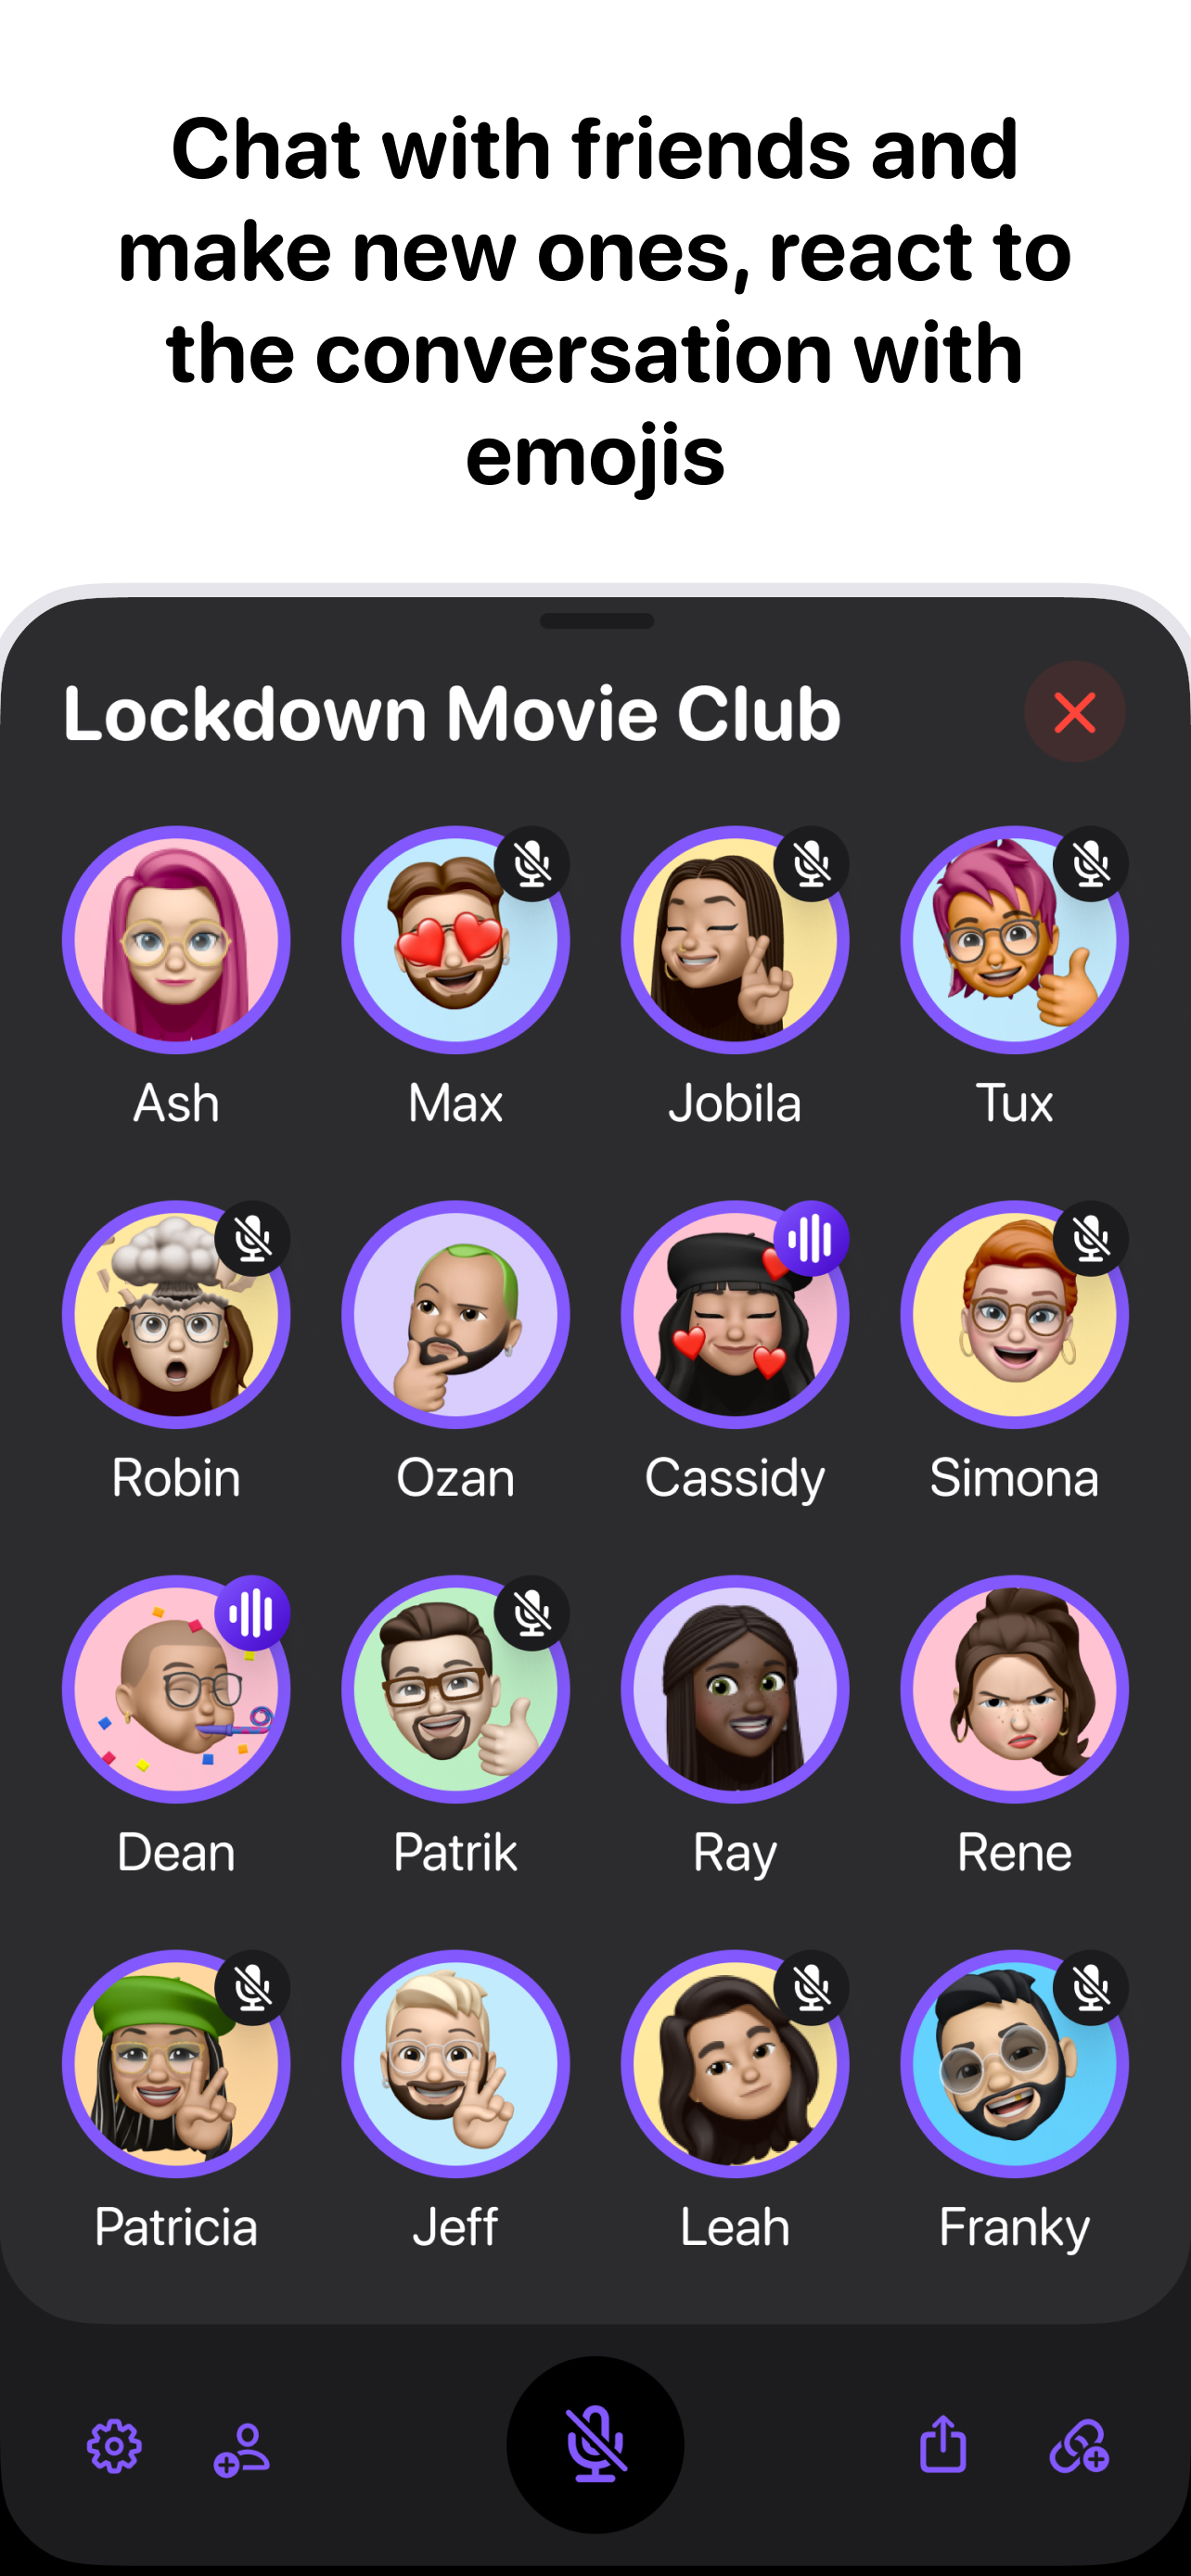 Chat with friends and
make new ones, react to
the conversation with
emojis
Lockdown Movie Club
Ash Max Jobila Tux
Robin Ozan Cassidy Simona
Dean Patrik Ray Rene
Patricia Jeff Leah Franky